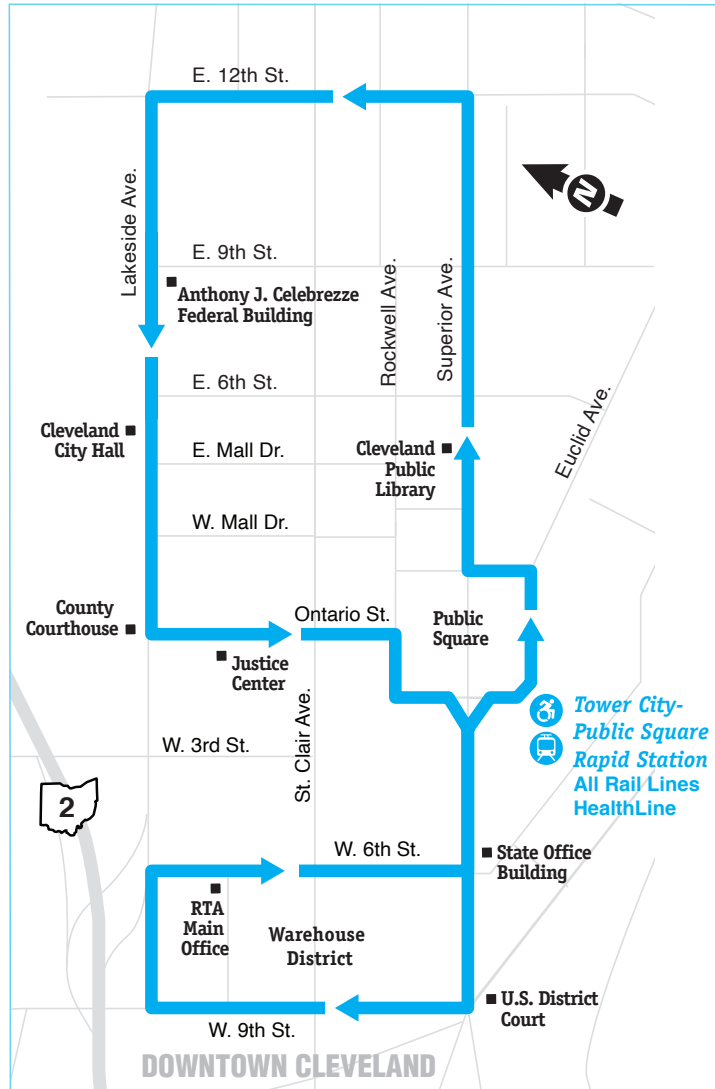 E. 12th St.
Lakeside Ave.
N
E. 9th St.
Anthony J. Celebrezze
Federal Building
Rockwell Ave.
Superior Ave.
E. 6th St.
Euclid Ave.
Cleveland
City Hall
E. Mall Dr.
Cleveland
Public
Library
W. Mall Dr.
County
Courthouse
Ontario St.
Public
Square
Justice
Center
St. Clair Ave.
Tower City-
Public Square
Rapid Station
All Rail Lines
HealthLine
W. 3rd St.
2
W. 6th St.
State Office
Building
RTA
Main
Office
Warehouse
District
U.S. District
Court
W. 9th St.
DOWNTOWN CLEVELAND